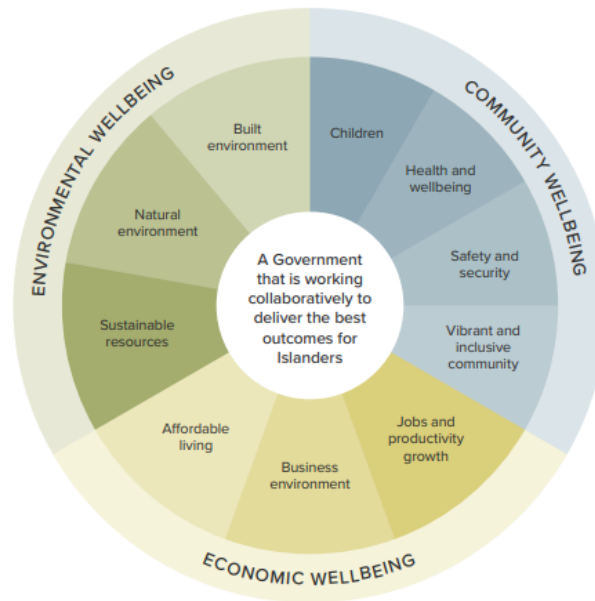 COMMUNITY WELLBEING
Children
Health and
wellbeing
Safety and
security
Vibrant and
inclusive
community
ECONOMIC WELLBEING
Jobs and
productivity
growth
Business
environment
Affordable
living
ENVIRONMENTAL WELLBEING
Sustainable
resources
Natural
environment
Built
environment
A Government
that is working
collaboratively to
deliver the best
outcomes for
Islanders